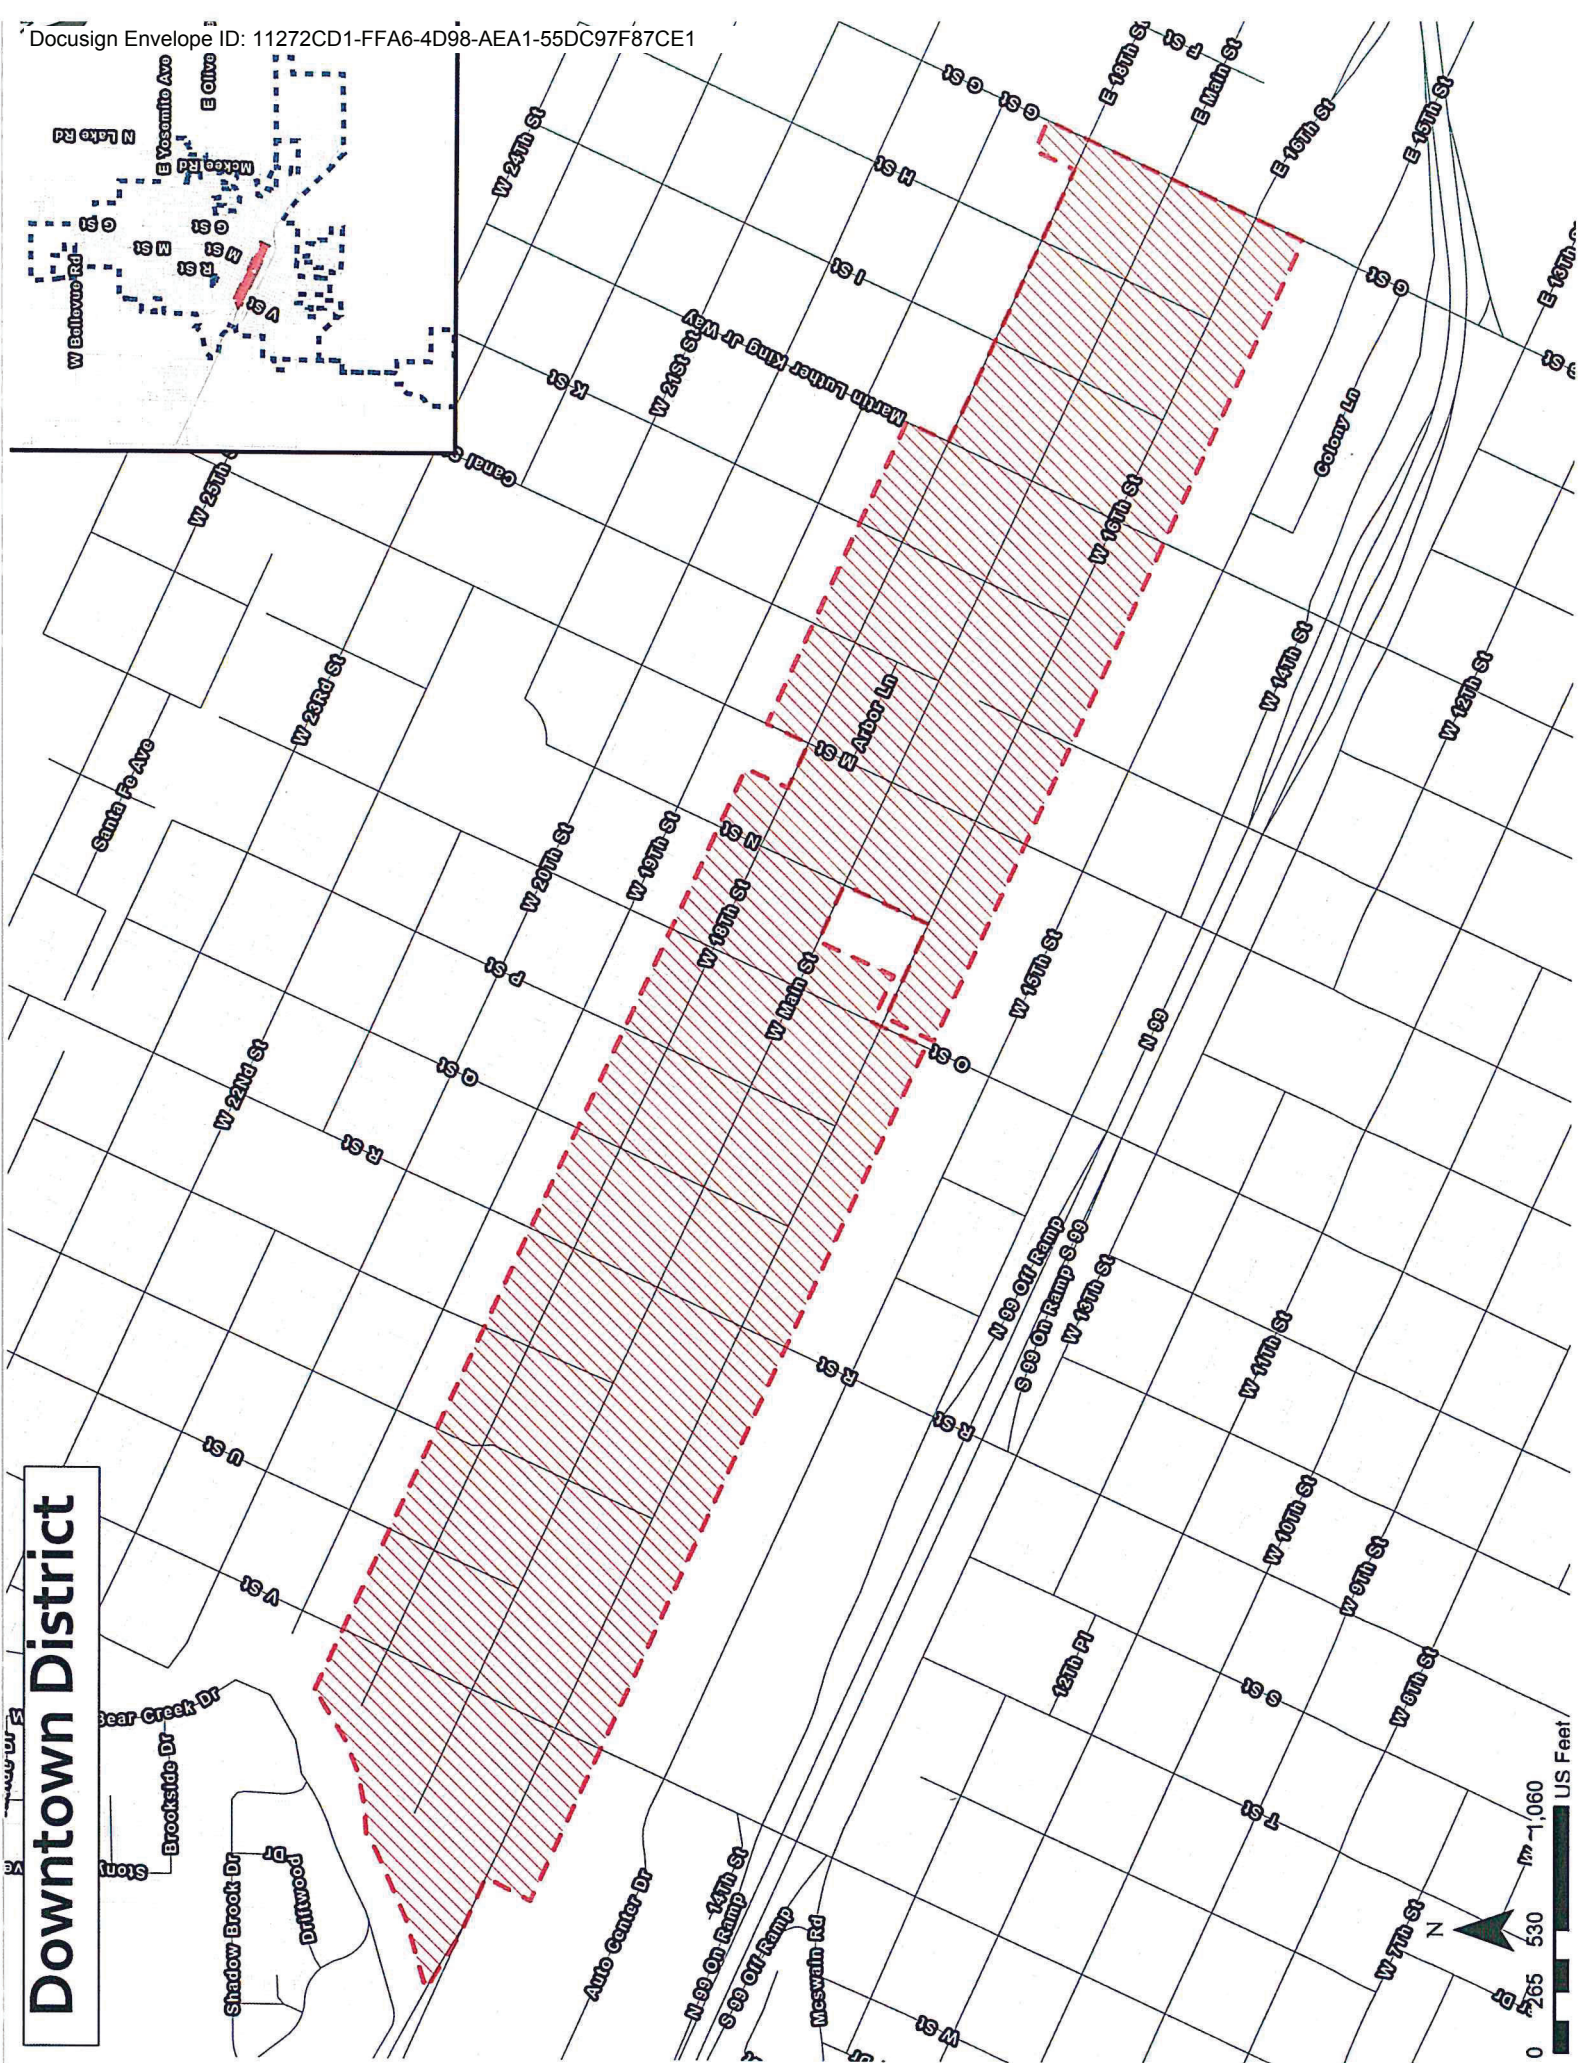 Docusign Envelope ID: 11272CD1-FFA6-4D98-AEA1-55DC97F87CE1
Downtown District
N Lake Rd
E Yosemite Ave
E Olive
Mckee Rd
G St
G St
M St
M St
R St
V St
W Bellevue Rd
W 24Th St
G St
G St
E 18Th St
F St
E Main St
E 16Th St
E 15Th St
E 13Th St
H St
I St
G St
Martin Luther King Jr Way
W 21St St
K St
Canal
W 25Th
Colony Ln
W 16Th St
W 23Rd St
Santa Fe Ave
W 14Th St
W 12Th St
Arbor Ln
M St
N St
W 20Th St
W 19Th St
W 18Th St
W Main St
P St
O St
W 15Th St
N 99
Q St
W 22Nd St
R St
N 99 Off Ramp
S 99 On Ramp S 99
W 13Th St
W 11Th St
R St
R St
U St
V St
W 10Th St
W 9Th St
W 8Th St
12Th Pl
S St
T St
Bear Creek Dr
Brookside Dr
Stony
Shadow Brook Dr
Driftwood Dr
Auto Center Dr
14Th St
N 99 On Ramp
S 99 Off Ramp
Mcswain Rd
W St
W 7Th St
N
0 265 530 1,060
US Feet